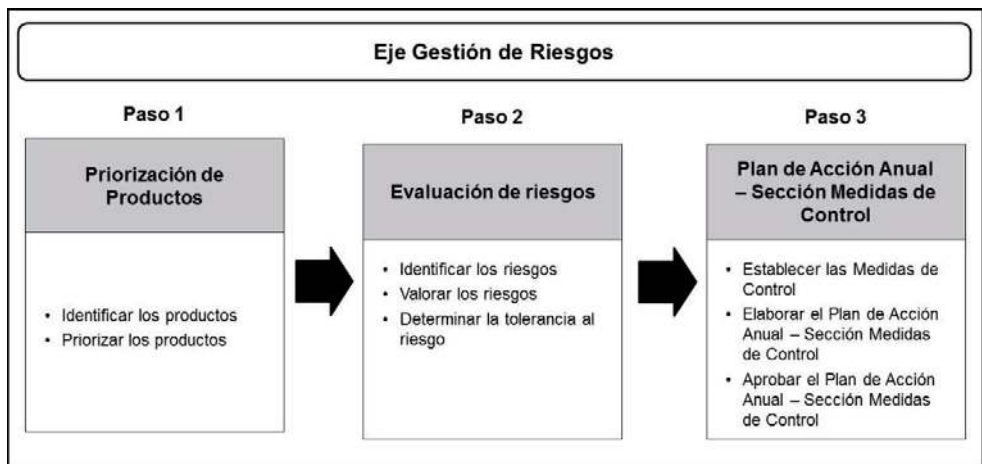 Eje Gestión de Riesgos
Paso 1
Priorización de
Productos
• Identificar los productos
• Priorizar los productos
Paso 2
Evaluación de riesgos
• Identificar los riesgos
• Valorar los riesgos
• Determinar la tolerancia al
riesgo
Paso 3
Plan de Acción Anual
– Sección Medidas de
Control
• Establecer las Medidas de
Control
• Elaborar el Plan de Acción
Anual – Sección Medidas
de Control
• Aprobar el Plan de Acción
Anual – Sección Medidas
de Control